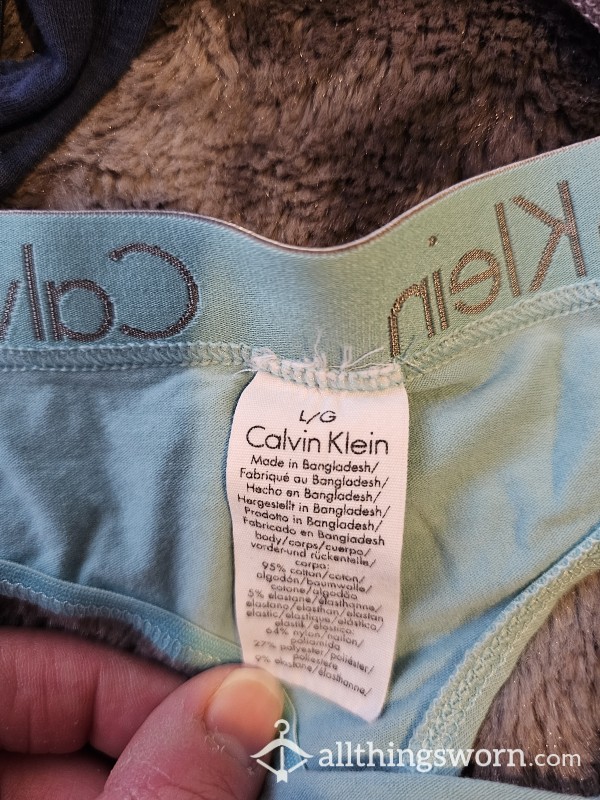 Calvin Klein
L/G
Calvin Klein
Made in Bangladesh/
Fabriqué au Bangladesh/
Hecho en Bangladesh/
Hergestellt in Bangladesh/
Prodotto in Bangladesh/
Fabricado en Bangladesh
body/corps/cuerpo/
vorder-und rückenteile/
corpo:
95% cotton/coton/
algodón/baumwolle/
cotone/algodão
5% elastane/élasthanne/
elastano/elasthan/elastan
elastic/elastique/elástico/
elastik/elastico:
64% nylon/nailon/
poliamida
27% polyester/poliéster/
poliestere
9% elastane/élasthanne/
allthingsworn.com